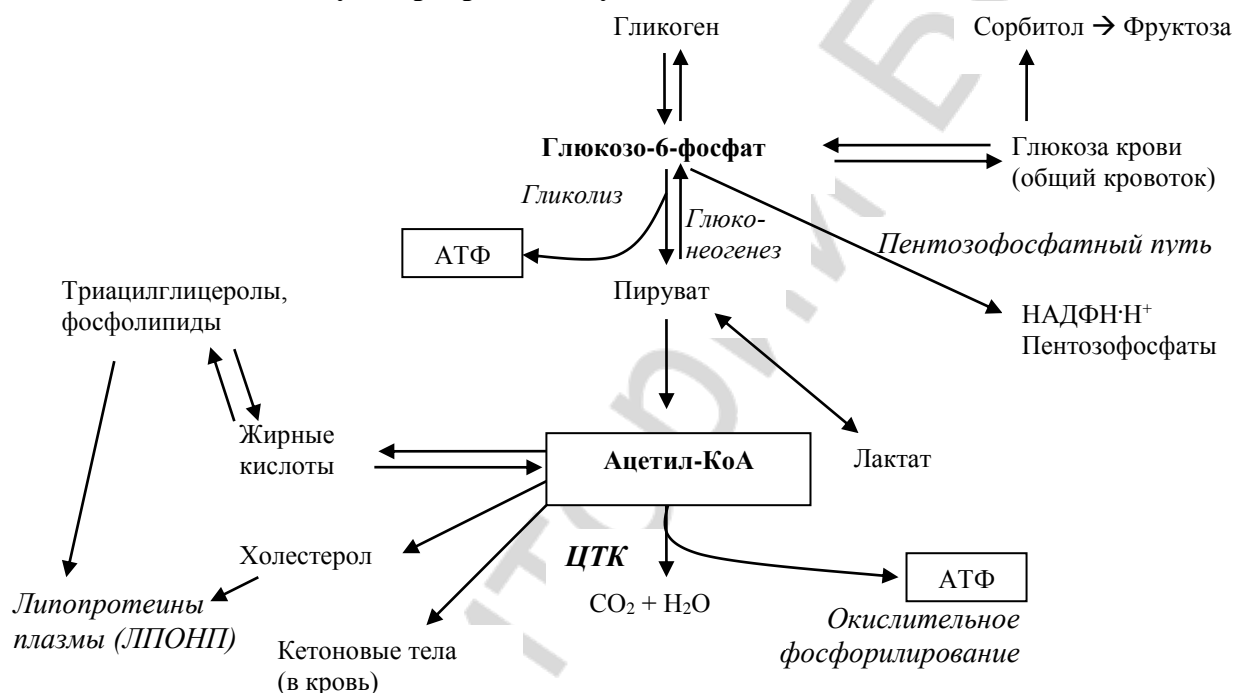 Гликоген
Сорбитол → Фруктоза
Глюкозо-6-фосфат
Глюкоза крови
(общий кровоток)
Гликолиз
Глюко-
неогенез
Пентозофосфатный путь
АТФ
Пируват
Триацилглицеролы,
фосфолипиды
НАДФН·Н⁺
Пентозофосфаты
Жирные
кислоты
Ацетил-КоА
Лактат
Холестерол
ЦТК
АТФ
CO₂ + H₂O
Липопротеины
плазмы (ЛПОНП)
Окислительное
фосфорилирование
Кетоновые тела
(в кровь)